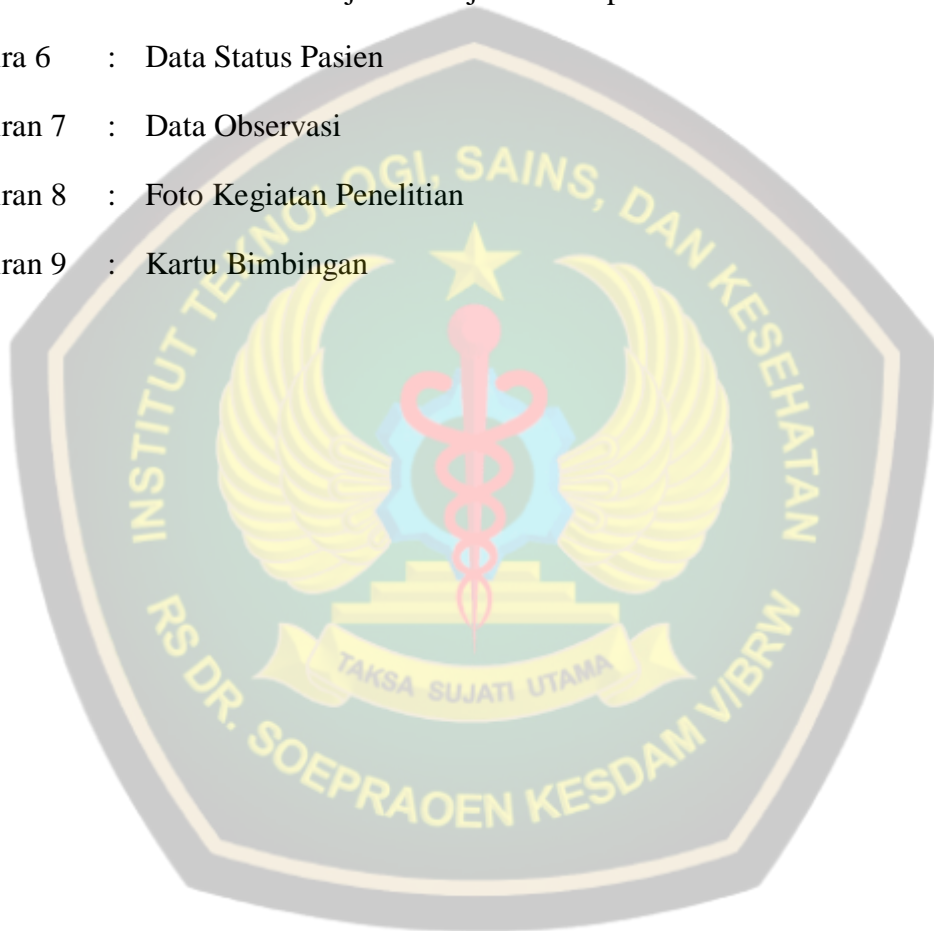 ra 6 : Data Status Pasien
ran 7 : Data Observasi
ran 8 : Foto Kegiatan Penelitian
ran 9 : Kartu Bimbingan
INSTITUT TEKNOLOGI, SAINS, DAN KESEHATAN
TAKSA SUJATI UTAMA
RS DR. SOEPRAOEN KESDAM V/BRW